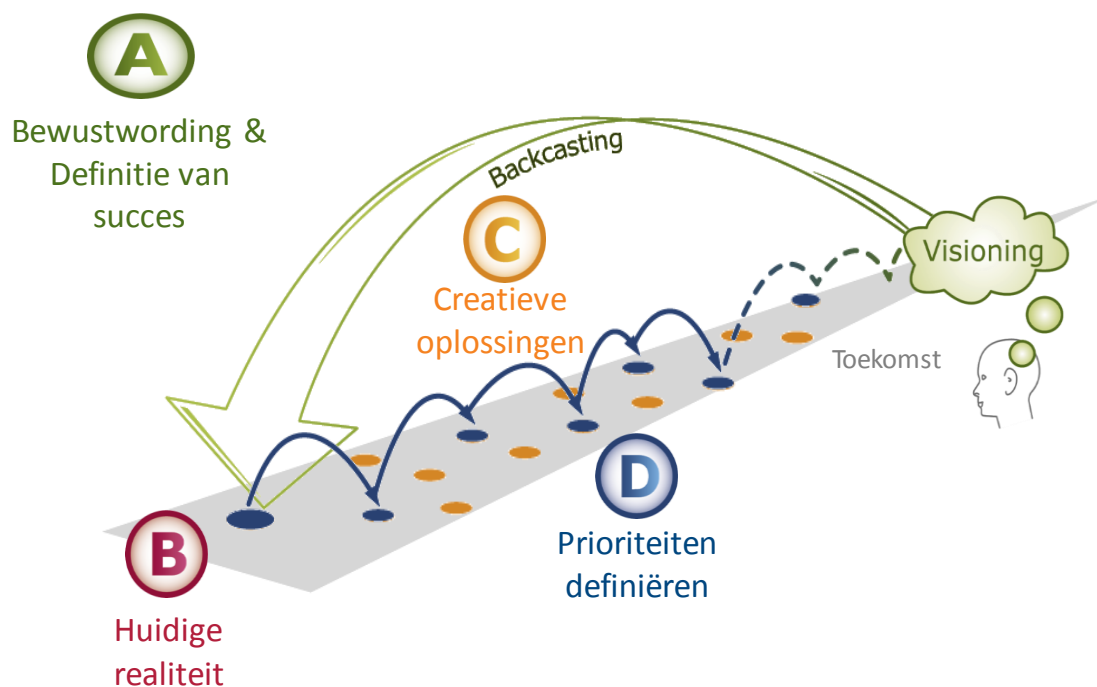 A
Bewustwording &
Definitie van
succes
Backcasting
C
Creatieve
oplossingen
Visioning
Toekomst
D
Prioriteiten
definiëren
B
Huidige
realiteit